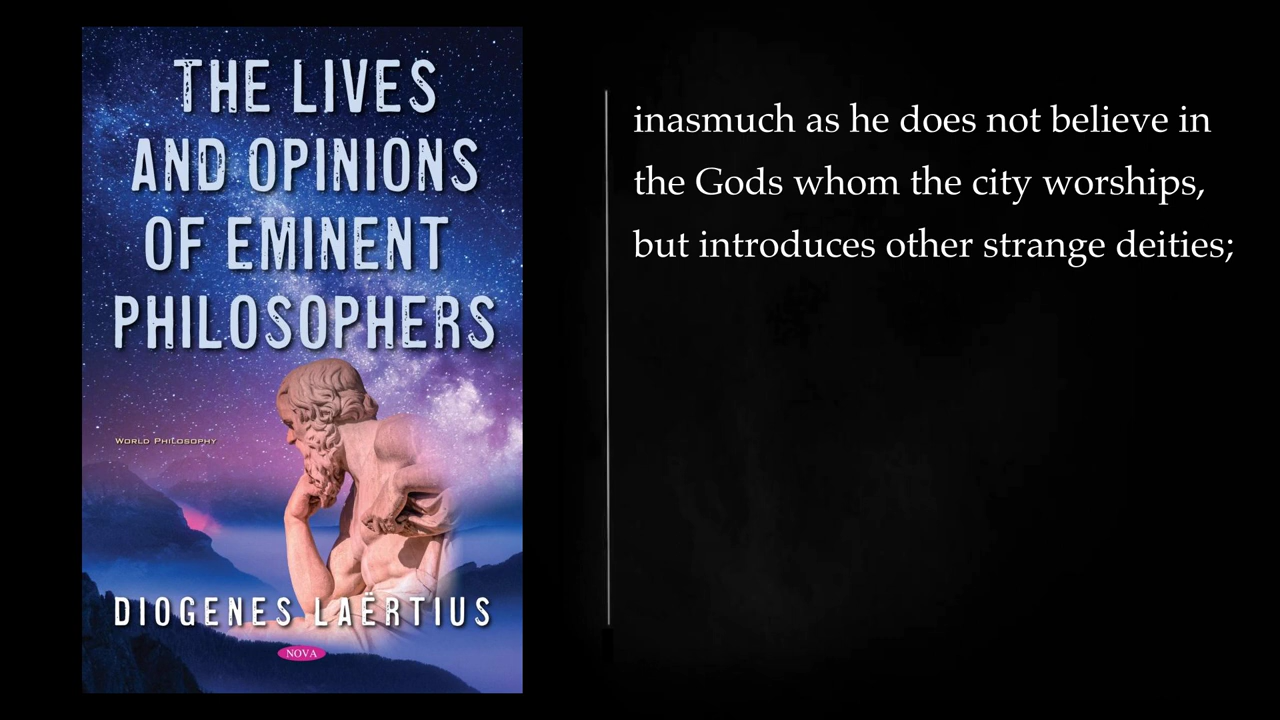 THE LIVES
AND OPINIONS
OF EMINENT
PHILOSOPHERS
WORLD PHILOSOPHY
DIOGENES LAËRTIUS
NOVA
inasmuch as he does not believe in
the Gods whom the city worships,
but introduces other strange deities;